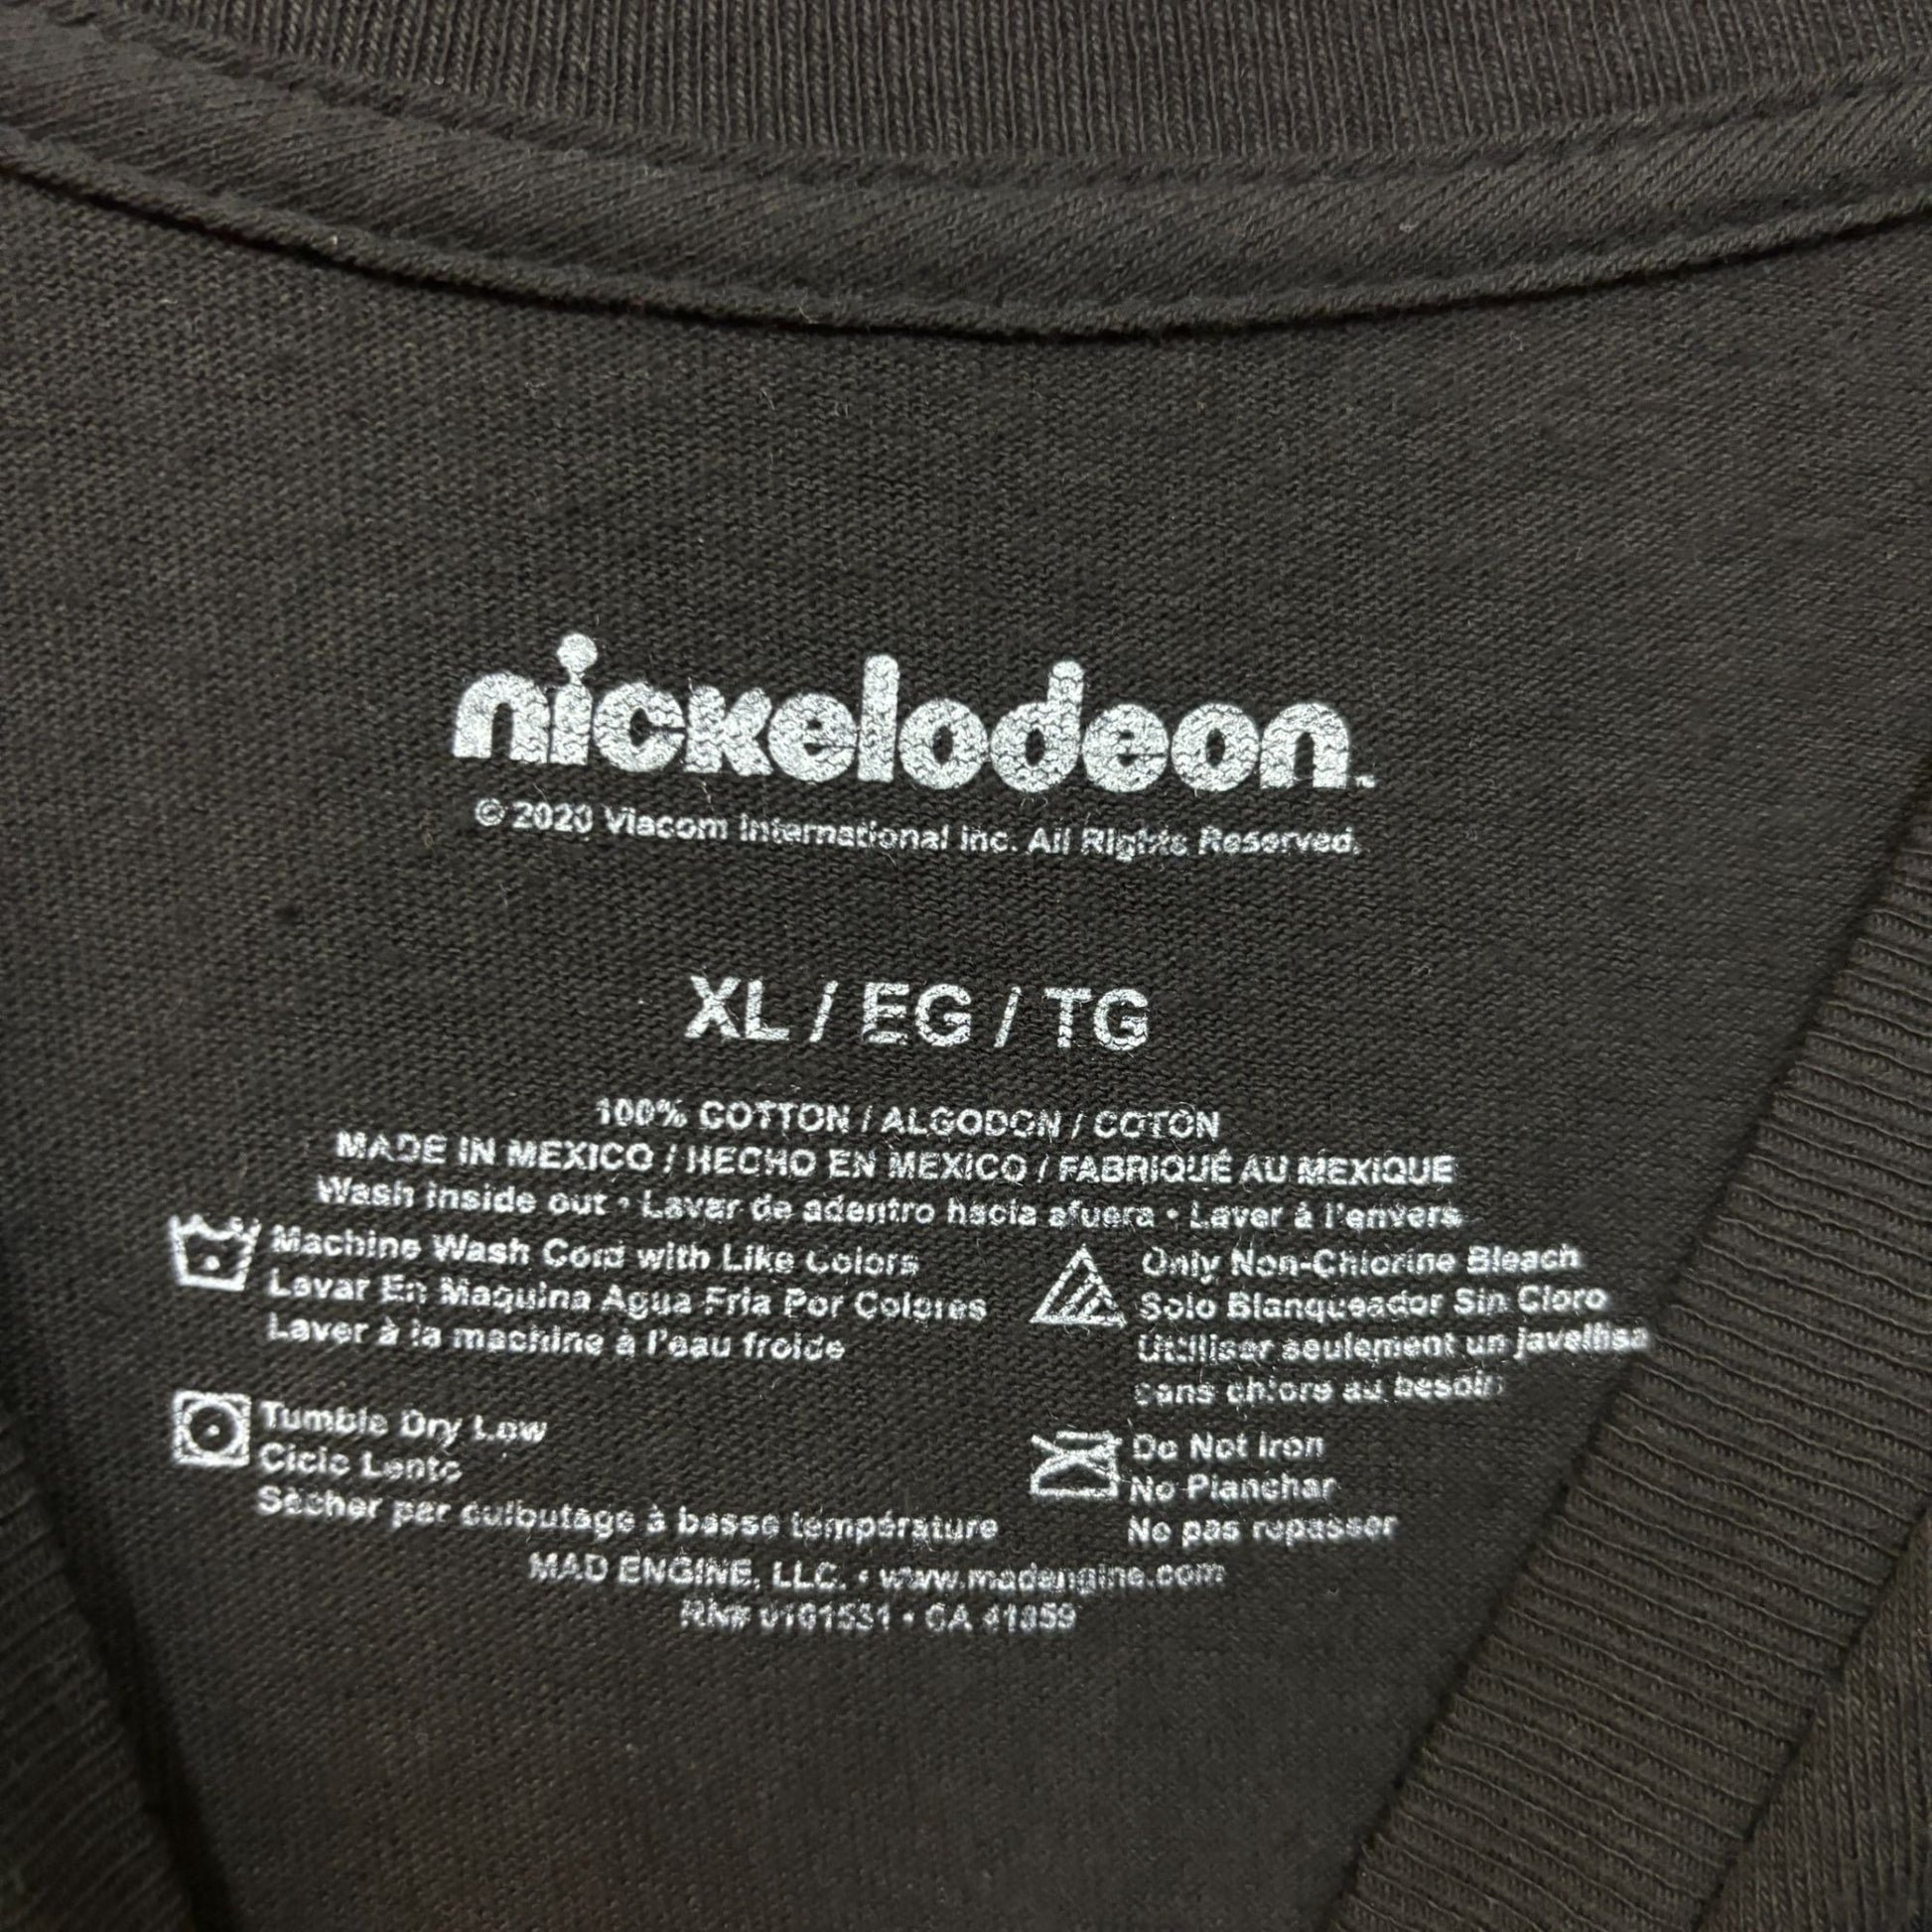 nickelodeon™
© 2020 Viacom International Inc. All Rights Reserved.
XL / EG / TG
100% COTTON / ALGODON / COTON
MADE IN MEXICO / HECHO EN MEXICO / FABRIQUÉ AU MEXIQUE
Wash inside out • Lavar de adentro hacia afuera • Laver à l'envers
Machine Wash Cold with Like Colors
Lavar En Maquina Agua Fria Por Colores
Laver à la machine à l'eau froide
Only Non-Chlorine Bleach
Solo Blanqueador Sin Cloro
Utiliser seulement un javellisa
sans chlore au besoin
Tumble Dry Low
Ciclo Lento
Sècher par culbutage à basse température
Do Not Iron
No Planchar
Ne pas repasser
MAD ENGINE, LLC. • www.madengine.com
RN# 0101531 • CA 41859